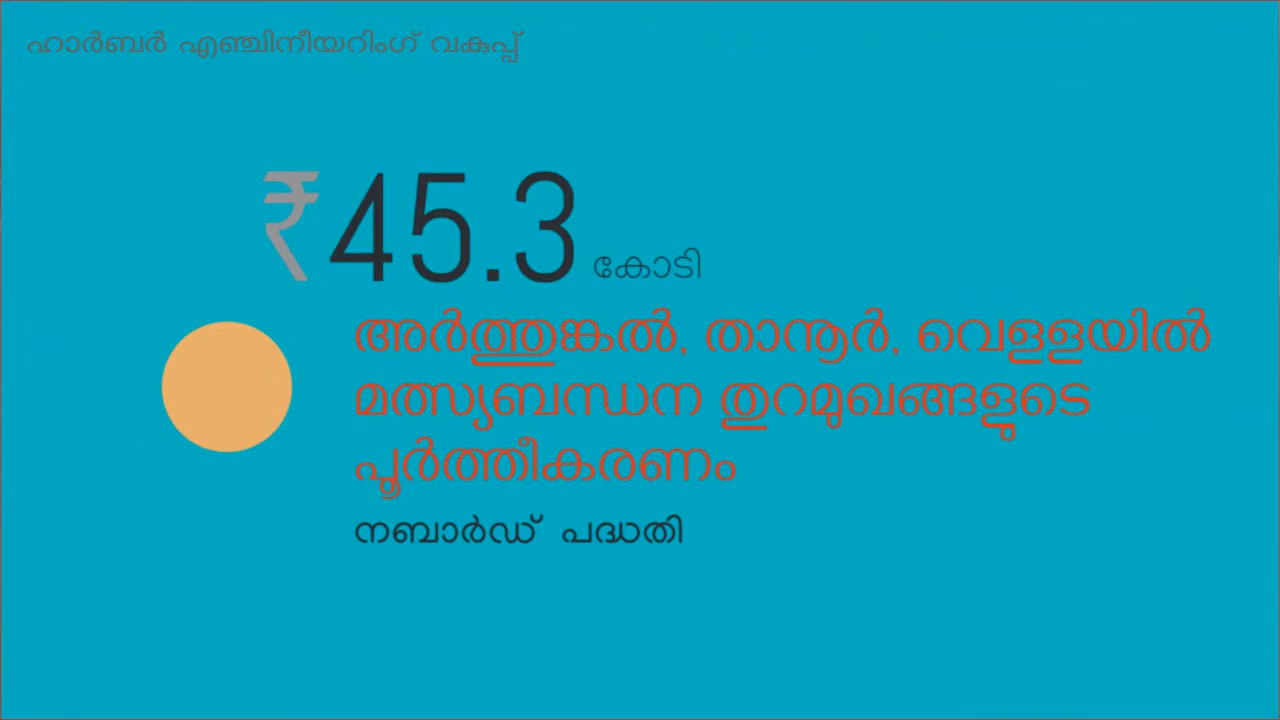 ഹാർബർ എഞ്ചിനീയറിംഗ് വകുപ്പ്
₹45.3 കോടി
അർത്തുങ്കൽ, താനൂർ, വെളളയിൽ
മത്സ്യബന്ധന തുറമുഖങ്ങളുടെ
പൂർത്തീകരണം
നബാർഡ് പദ്ധതി